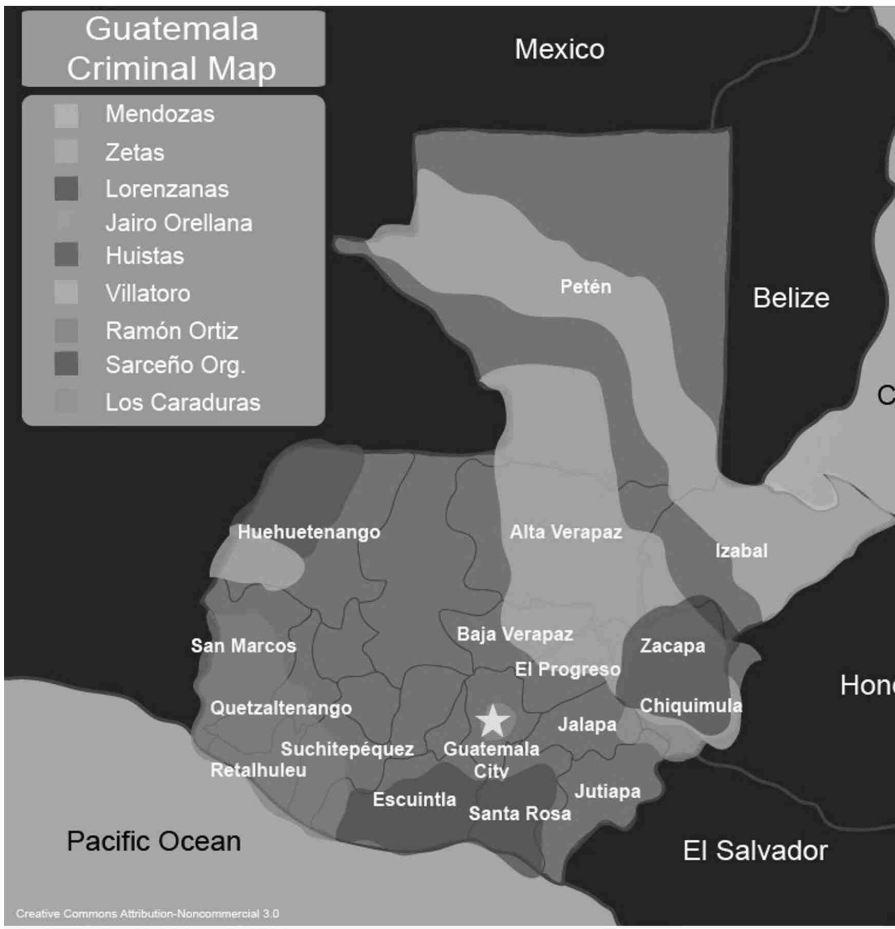 Guatemala
Criminal Map
Mendozas
Zetas
Lorenzanas
Jairo Orellana
Huistas
Villatoro
Ramón Ortiz
Sarceño Org.
Los Caraduras
Mexico
Belize
Petén
C
Huehuetenango
Alta Verapaz
Izabal
San Marcos
Baja Verapaz
Zacapa
El Progreso
Hond
Quetzaltenango
Chiquimula
Jalapa
Suchitepéquez
Guatemala
City
Retalhuleu
Escuintla
Jutiapa
Santa Rosa
Pacific Ocean
El Salvador
Creative Commons Attribution-Noncommercial 3.0